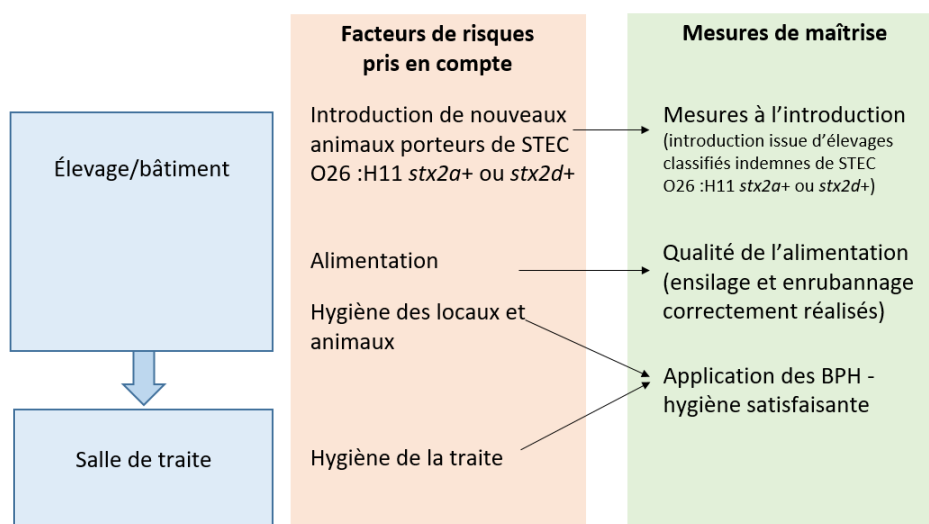 Facteurs de risques
pris en compte
Mesures de maîtrise
Élevage/bâtiment
Introduction de nouveaux
animaux porteurs de STEC
O26 :H11 stx2a+ ou stx2d+
Mesures à l’introduction
(introduction issue d’élevages
classifiés indemnes de STEC
O26 :H11 stx2a+ ou stx2d+)
Alimentation
Qualité de l’alimentation
(ensilage et enrubannage
correctement réalisés)
Hygiène des locaux et
animaux
Application des BPH -
hygiène satisfaisante
Salle de traite
Hygiène de la traite